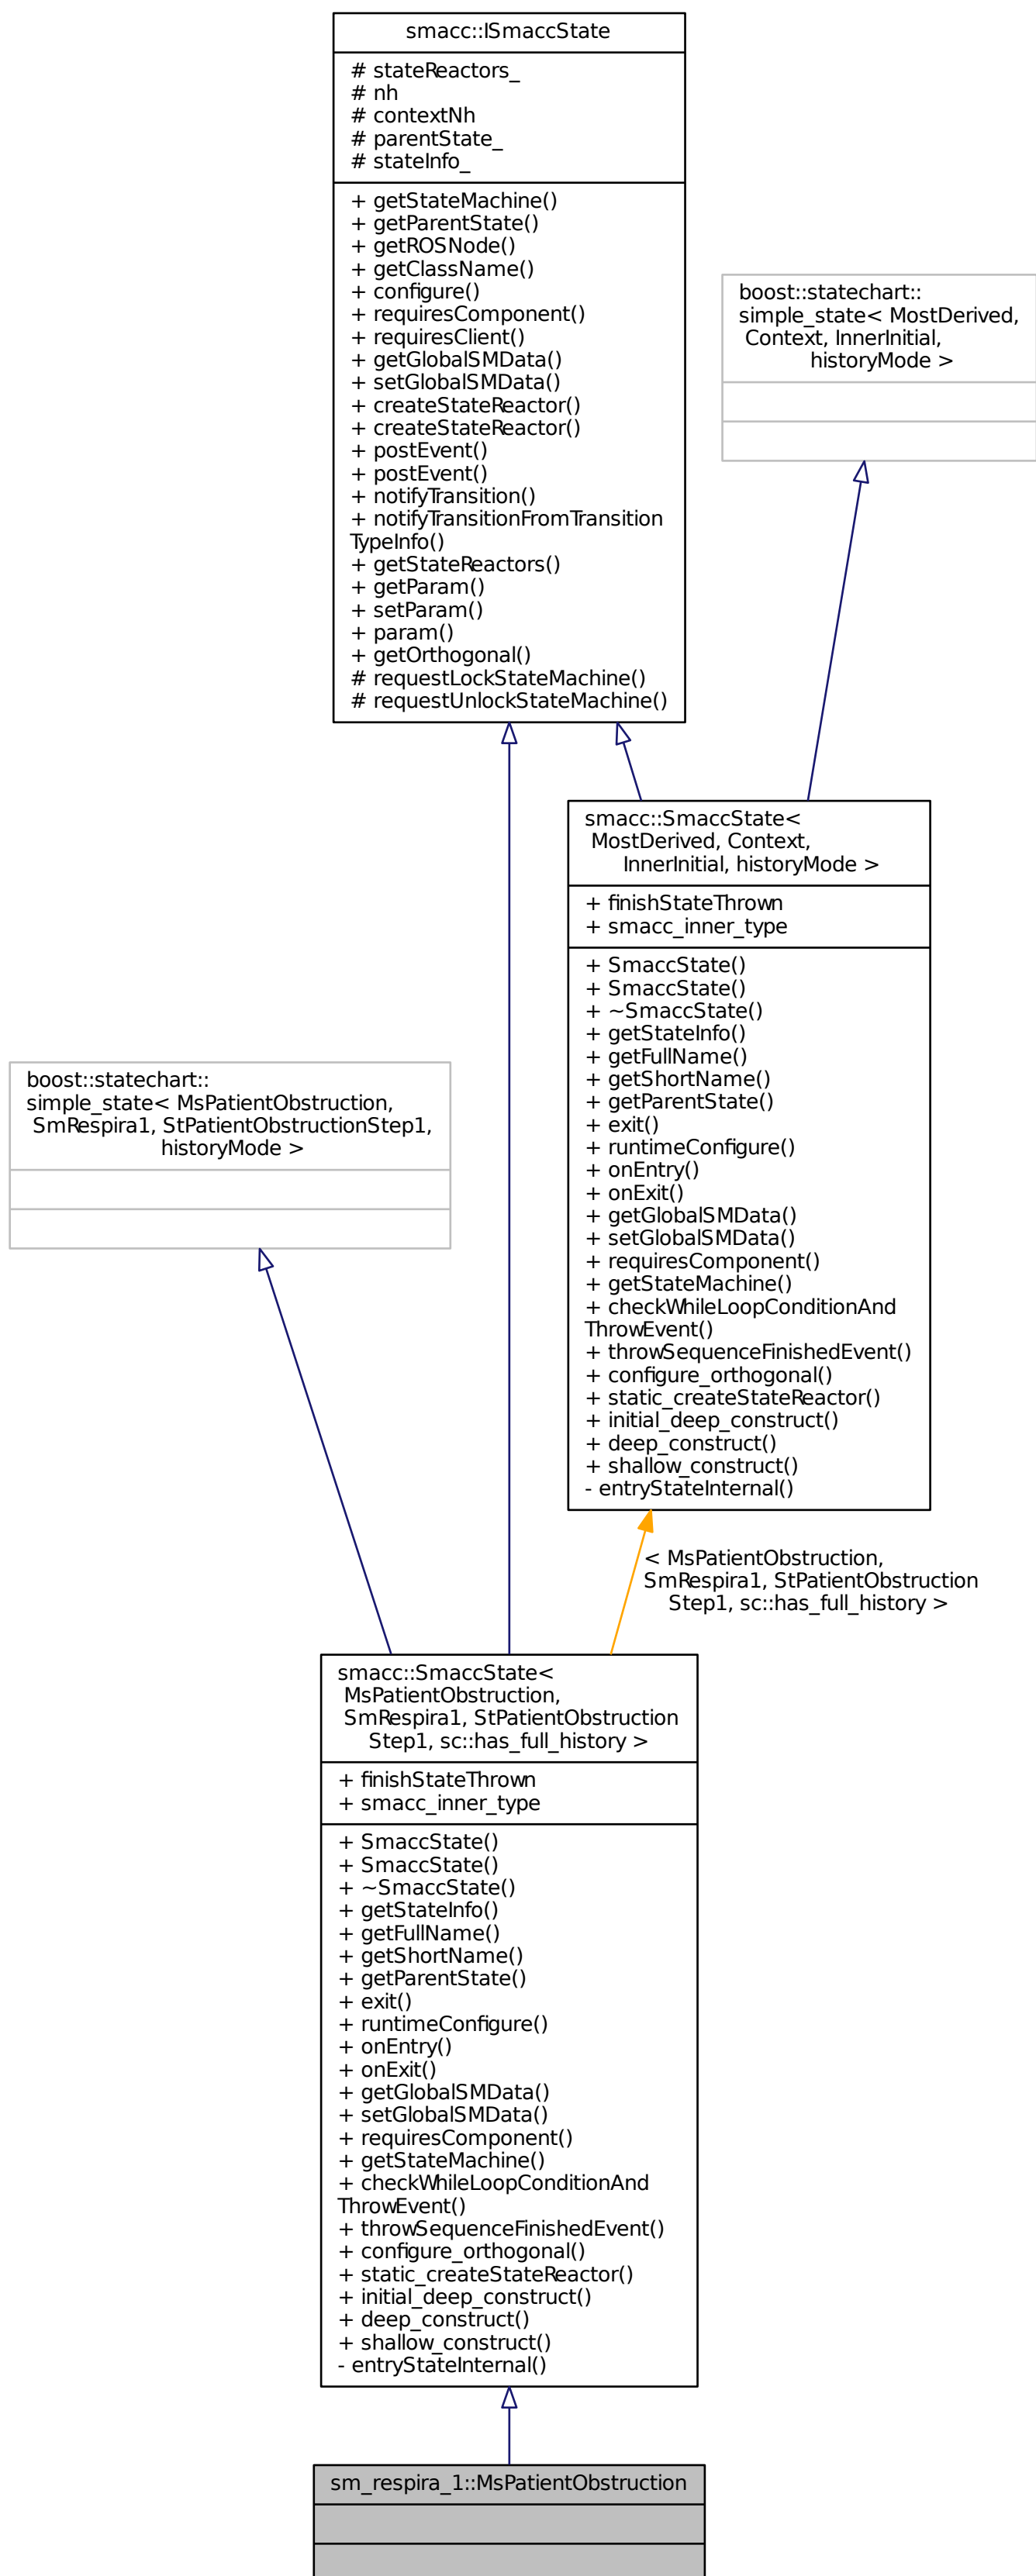 smacc::ISmaccState
# stateReactors_
# nh
# contextNh
# parentState_
# stateInfo_
+ getStateMachine()
+ getParentState()
+ getROSNode()
+ getClassName()
+ configure()
+ requiresComponent()
+ requiresClient()
+ getGlobalSMData()
+ setGlobalSMData()
+ createStateReactor()
+ createStateReactor()
+ postEvent()
+ postEvent()
+ notifyTransition()
+ notifyTransitionFromTransition
TypeInfo()
+ getStateReactors()
+ getParam()
+ setParam()
+ param()
+ getOrthogonal()
# requestLockStateMachine()
# requestUnlockStateMachine()
boost::statechart::
simple_state< MostDerived,
Context, InnerInitial,
historyMode >
smacc::SmaccState<
MostDerived, Context,
InnerInitial, historyMode >
+ finishStateThrown
+ smacc_inner_type
+ SmaccState()
+ SmaccState()
+ ~SmaccState()
+ getStateInfo()
+ getFullName()
+ getShortName()
+ getParentState()
+ exit()
+ runtimeConfigure()
+ onEntry()
+ onExit()
+ getGlobalSMData()
+ setGlobalSMData()
+ requiresComponent()
+ getStateMachine()
+ checkWhileLoopConditionAnd
ThrowEvent()
+ throwSequenceFinishedEvent()
+ configure_orthogonal()
+ static_createStateReactor()
+ initial_deep_construct()
+ deep_construct()
+ shallow_construct()
- entryStateInternal()
boost::statechart::
simple_state< MsPatientObstruction,
SmRespira1, StPatientObstructionStep1,
historyMode >
< MsPatientObstruction,
SmRespira1, StPatientObstruction
Step1, sc::has_full_history >
smacc::SmaccState<
MsPatientObstruction,
SmRespira1, StPatientObstruction
Step1, sc::has_full_history >
+ finishStateThrown
+ smacc_inner_type
+ SmaccState()
+ SmaccState()
+ ~SmaccState()
+ getStateInfo()
+ getFullName()
+ getShortName()
+ getParentState()
+ exit()
+ runtimeConfigure()
+ onEntry()
+ onExit()
+ getGlobalSMData()
+ setGlobalSMData()
+ requiresComponent()
+ getStateMachine()
+ checkWhileLoopConditionAnd
ThrowEvent()
+ throwSequenceFinishedEvent()
+ configure_orthogonal()
+ static_createStateReactor()
+ initial_deep_construct()
+ deep_construct()
+ shallow_construct()
- entryStateInternal()
sm_respira_1::MsPatientObstruction